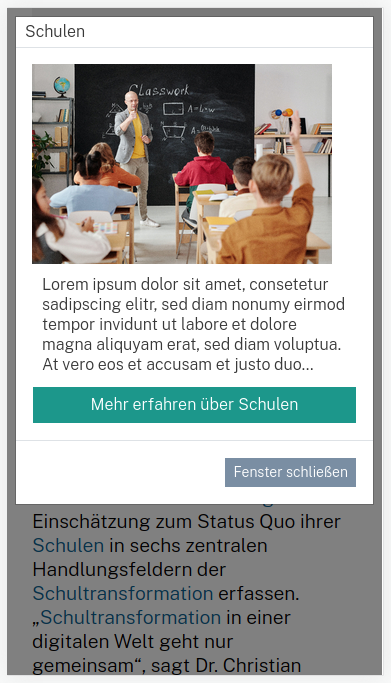 Schulen
Classwork
Lorem ipsum dolor sit amet, consetetur
sadipscing elitr, sed diam nonumy eirmod
tempor invidunt ut labore et dolore
magna aliquyam erat, sed diam voluptua.
At vero eos et accusam et justo duo...
Mehr erfahren über Schulen
Fenster schließen
Einschätzung zum Status Quo ihrer
Schulen in sechs zentralen
Handlungsfeldern der
Schultransformation erfassen.
„Schultransformation in einer
digitalen Welt geht nur
gemeinsam“, sagt Dr. Christian